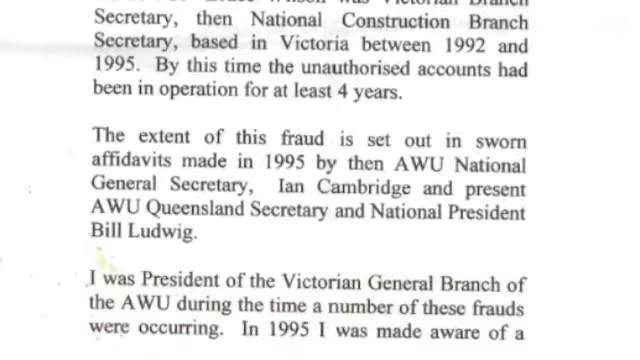 Wilson was Victorian Branch
Secretary, then National Construction Branch
Secretary, based in Victoria between 1992 and
1995. By this time the unauthorised accounts had
been in operation for at least 4 years.
The extent of this fraud is set out in sworn
affidavits made in 1995 by then AWU National
General Secretary, Ian Cambridge and present
AWU Queensland Secretary and National President
Bill Ludwig.
I was President of the Victorian General Branch of
the AWU during the time a number of these frauds
were occurring. In 1995 I was made aware of a